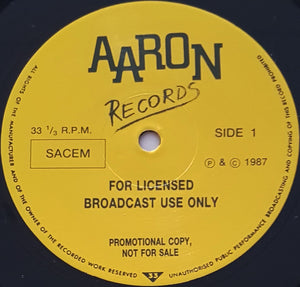 AARON
RECORDS
33 1/3 R.P.M.
SIDE 1
SACEM
℗ & © 1987
FOR LICENSED
BROADCAST USE ONLY
PROMOTIONAL COPY,
NOT FOR SALE
ALL RIGHTS OF THE MANUFACTURER AND OF THE OWNER OF THE RECORDED WORK RESERVED
33
UNAUTHORISED PUBLIC PERFORMANCE BROADCASTING AND COPYING OF THIS RECORD PROHIBITED